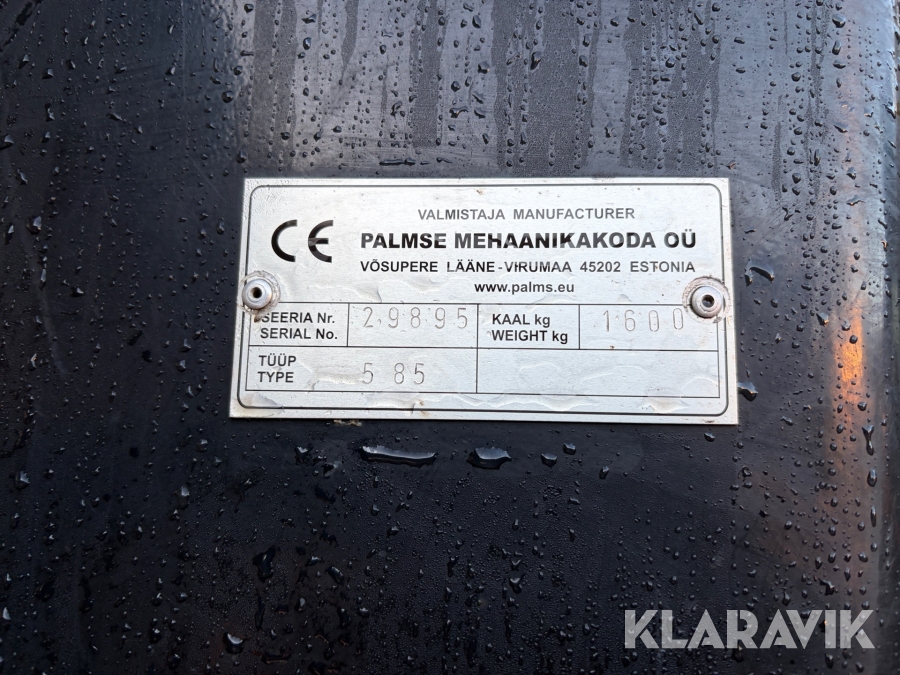 VALMISTAJA MANUFACTURER
CE PALMSE MEHAANIKAKODA OÜ
VÕSUPERE LÄÄNE-VIRUMAA 45202 ESTONIA
www.palms.eu
SEERIA Nr. 29895 KAAL kg 1600
SERIAL No. WEIGHT kg
TÜÜP 585
TYPE
KLARAVIK